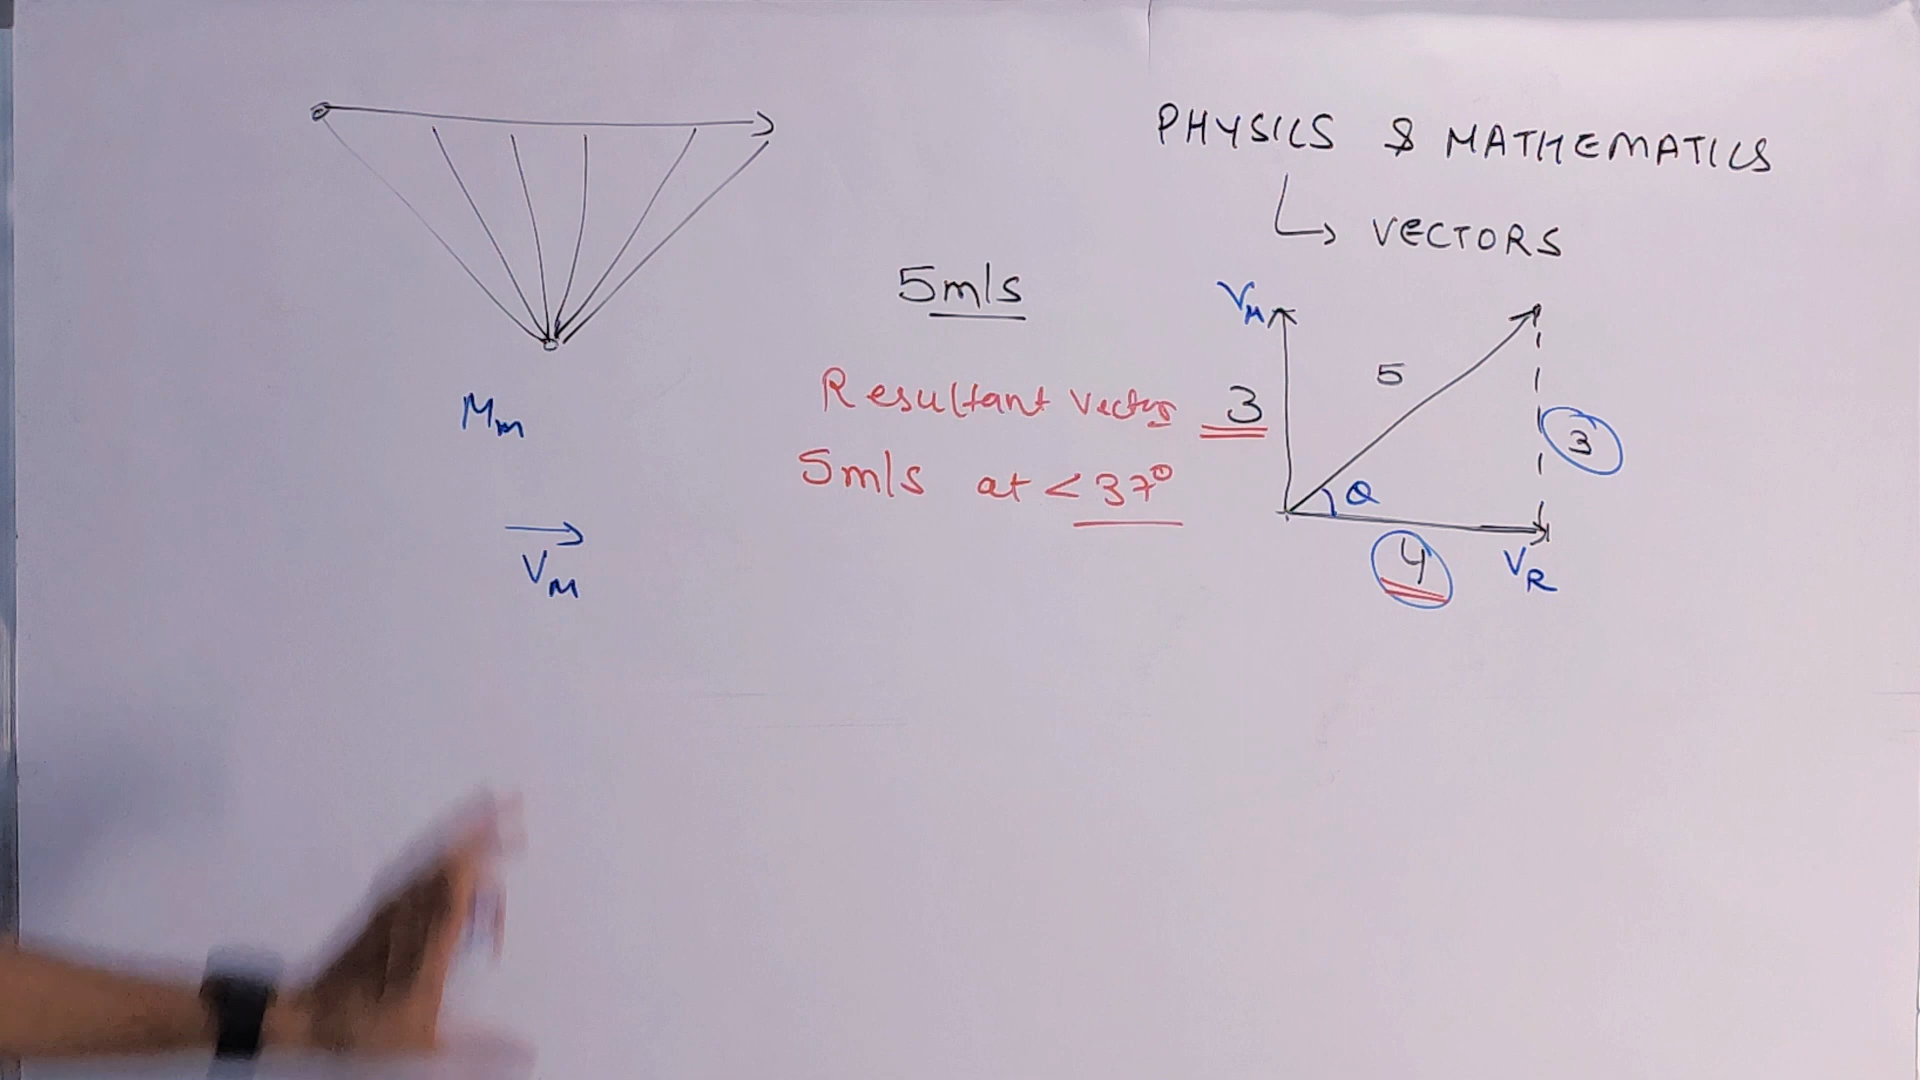 PHYSICS & MATHEMATICS
VECTORS
5m/s
VM
5
Resultant Vector
3
3
5m/s at < 37°
θ
4
VR
Mm
VM